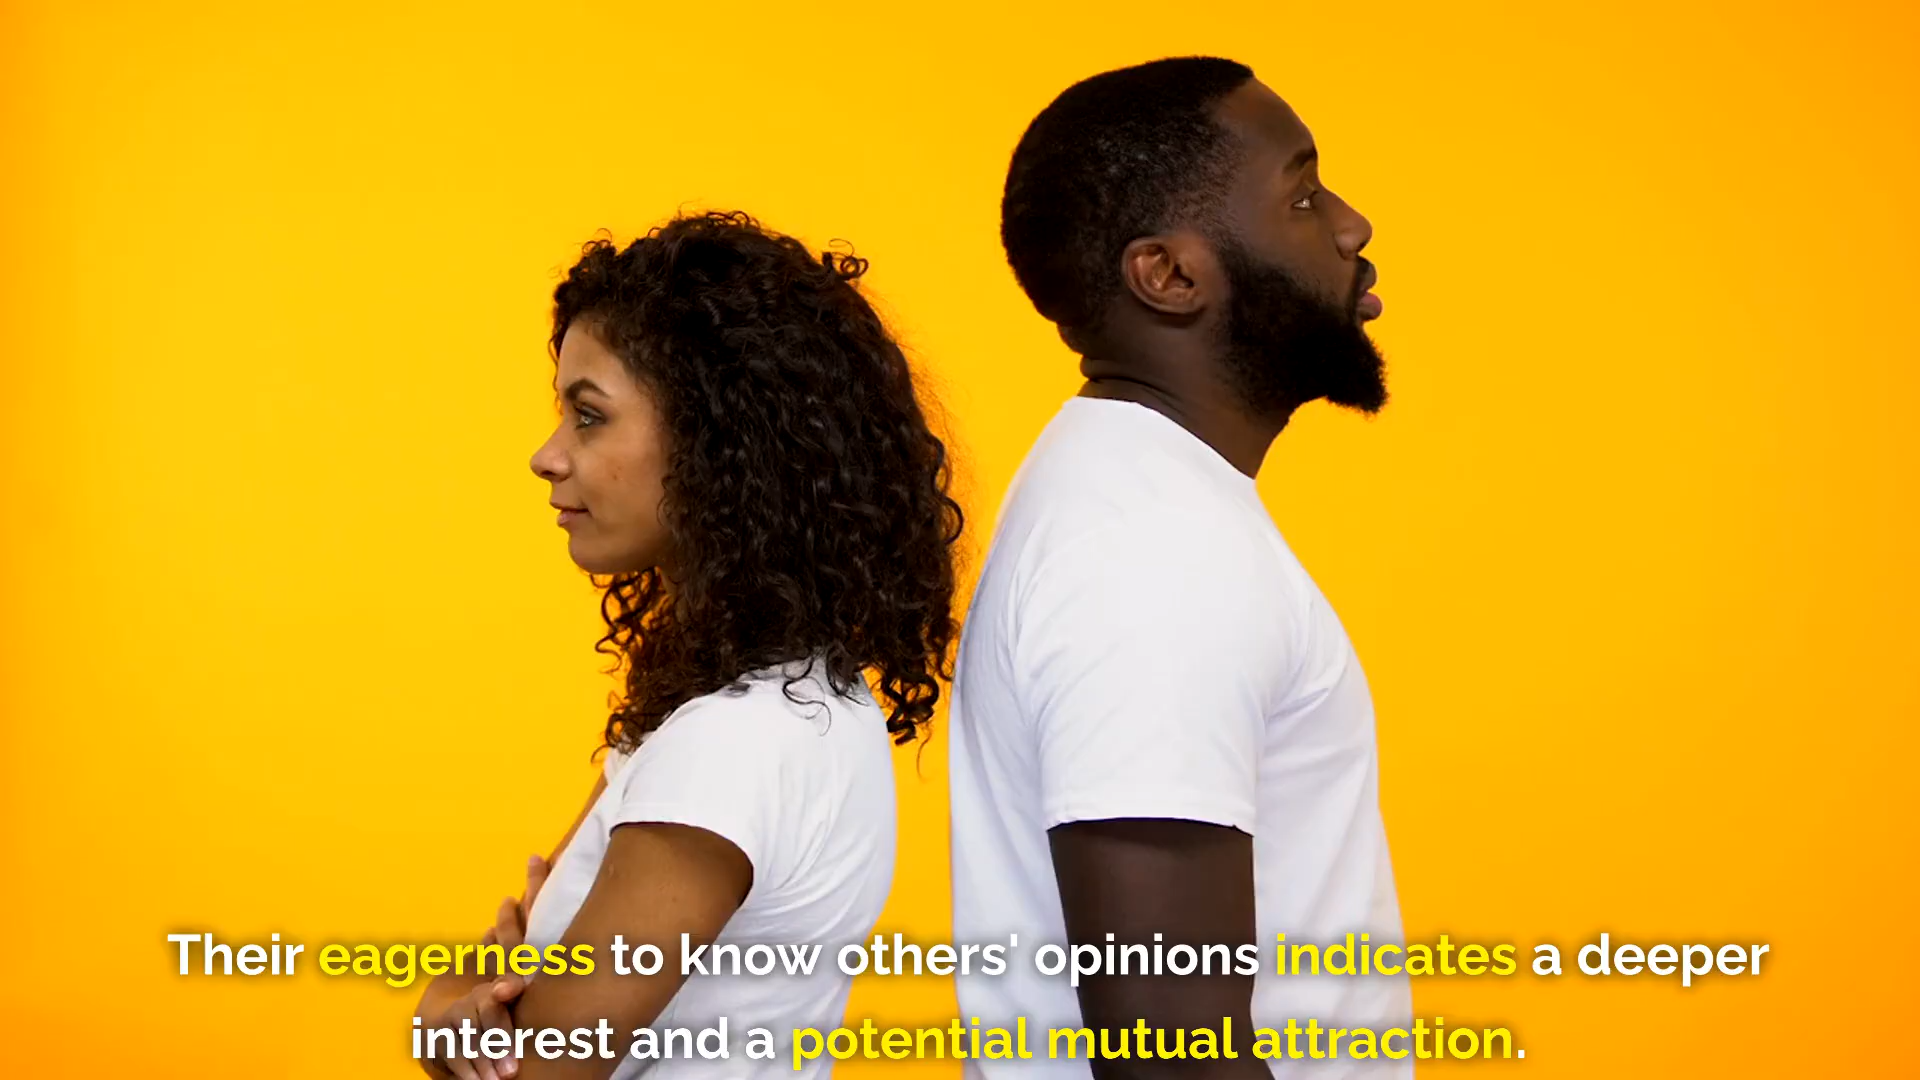 Their eagerness to know others' opinions indicates a deeper
interest and a potential mutual attraction.